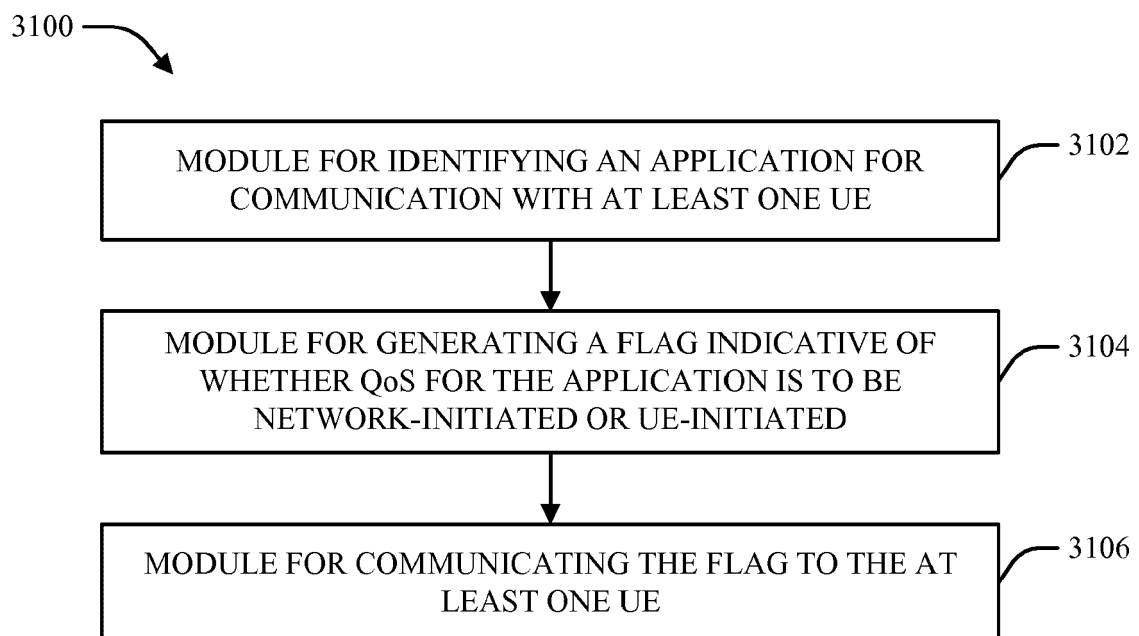 3100
MODULE FOR IDENTIFYING AN APPLICATION FOR
COMMUNICATION WITH AT LEAST ONE UE
3102
MODULE FOR GENERATING A FLAG INDICATIVE OF
WHETHER QoS FOR THE APPLICATION IS TO BE
NETWORK-INITIATED OR UE-INITIATED
3104
MODULE FOR COMMUNICATING THE FLAG TO THE AT
LEAST ONE UE
3106